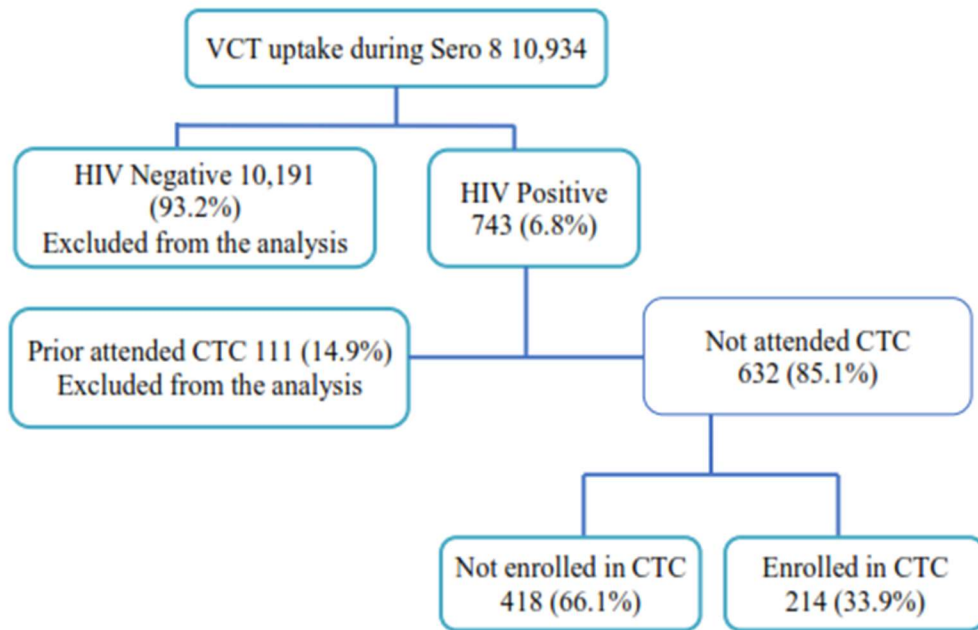 VCT uptake during Sero 8 10,934
HIV Negative 10,191
(93.2%)
Excluded from the analysis
HIV Positive
743 (6.8%)
Prior attended CTC 111 (14.9%)
Excluded from the analysis
Not attended CTC
632 (85.1%)
Not enrolled in CTC
418 (66.1%)
Enrolled in CTC
214 (33.9%)